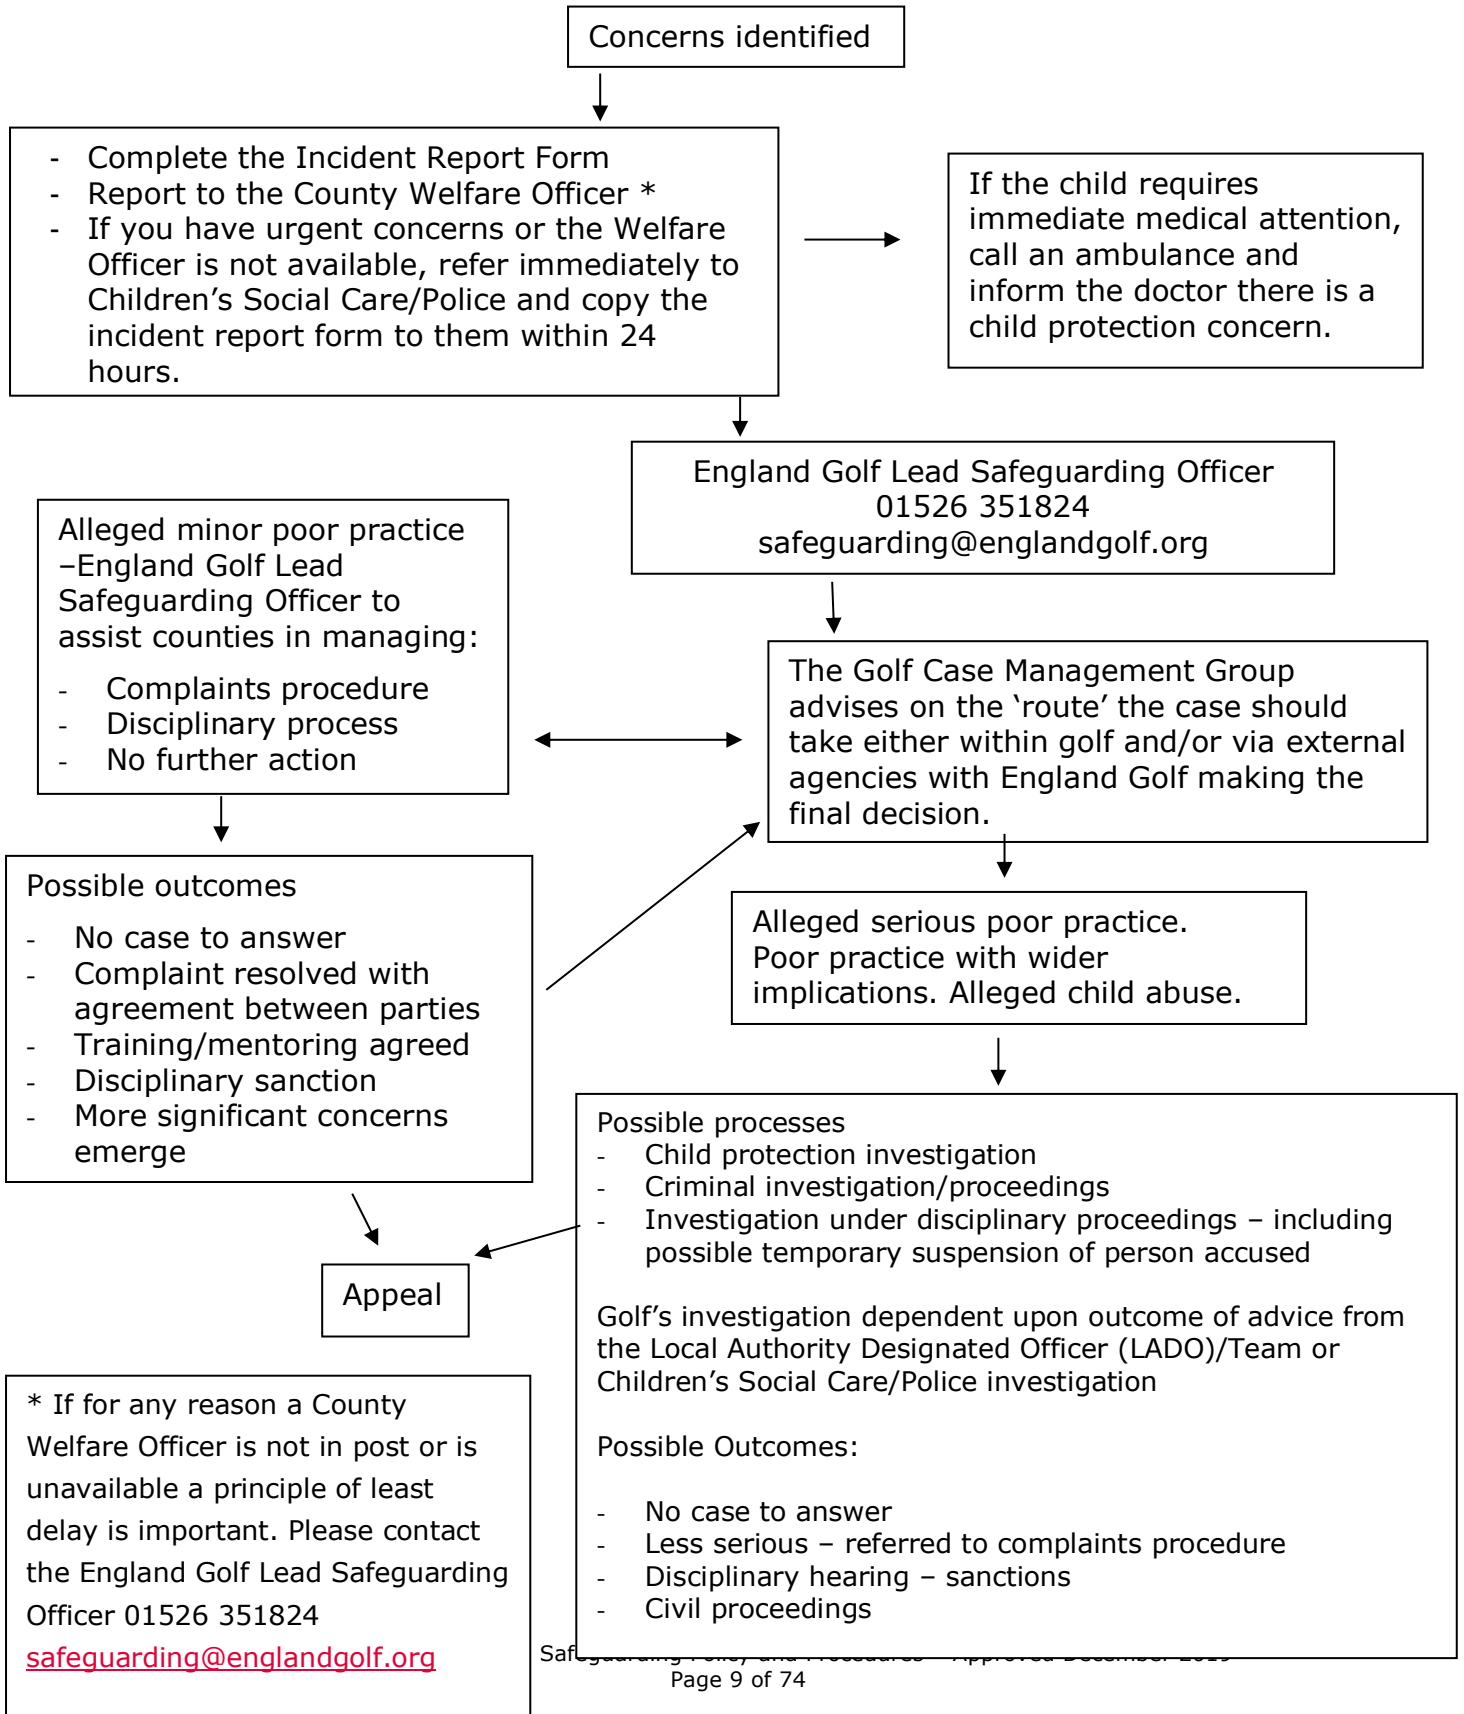 Concerns identified
- Complete the Incident Report Form
- Report to the County Welfare Officer *
- If you have urgent concerns or the Welfare
Officer is not available, refer immediately to
Children’s Social Care/Police and copy the
incident report form to them within 24
hours.
If the child requires
immediate medical attention,
call an ambulance and
inform the doctor there is a
child protection concern.
England Golf Lead Safeguarding Officer
01526 351824
safeguarding@englandgolf.org
Alleged minor poor practice
–England Golf Lead
Safeguarding Officer to
assist counties in managing:
- Complaints procedure
- Disciplinary process
- No further action
The Golf Case Management Group
advises on the ‘route’ the case should
take either within golf and/or via external
agencies with England Golf making the
final decision.
Possible outcomes
- No case to answer
- Complaint resolved with
agreement between parties
- Training/mentoring agreed
- Disciplinary sanction
- More significant concerns
emerge
Alleged serious poor practice.
Poor practice with wider
implications. Alleged child abuse.
Possible processes
- Child protection investigation
- Criminal investigation/proceedings
- Investigation under disciplinary proceedings – including
possible temporary suspension of person accused
Golf’s investigation dependent upon outcome of advice from
the Local Authority Designated Officer (LADO)/Team or
Children’s Social Care/Police investigation
Possible Outcomes:
- No case to answer
- Less serious – referred to complaints procedure
- Disciplinary hearing – sanctions
- Civil proceedings
Appeal
* If for any reason a County
Welfare Officer is not in post or is
unavailable a principle of least
delay is important. Please contact
the England Golf Lead Safeguarding
Officer 01526 351824
safeguarding@englandgolf.org
Safeguarding Policy and Procedures – Approved December 2019
Page 9 of 74